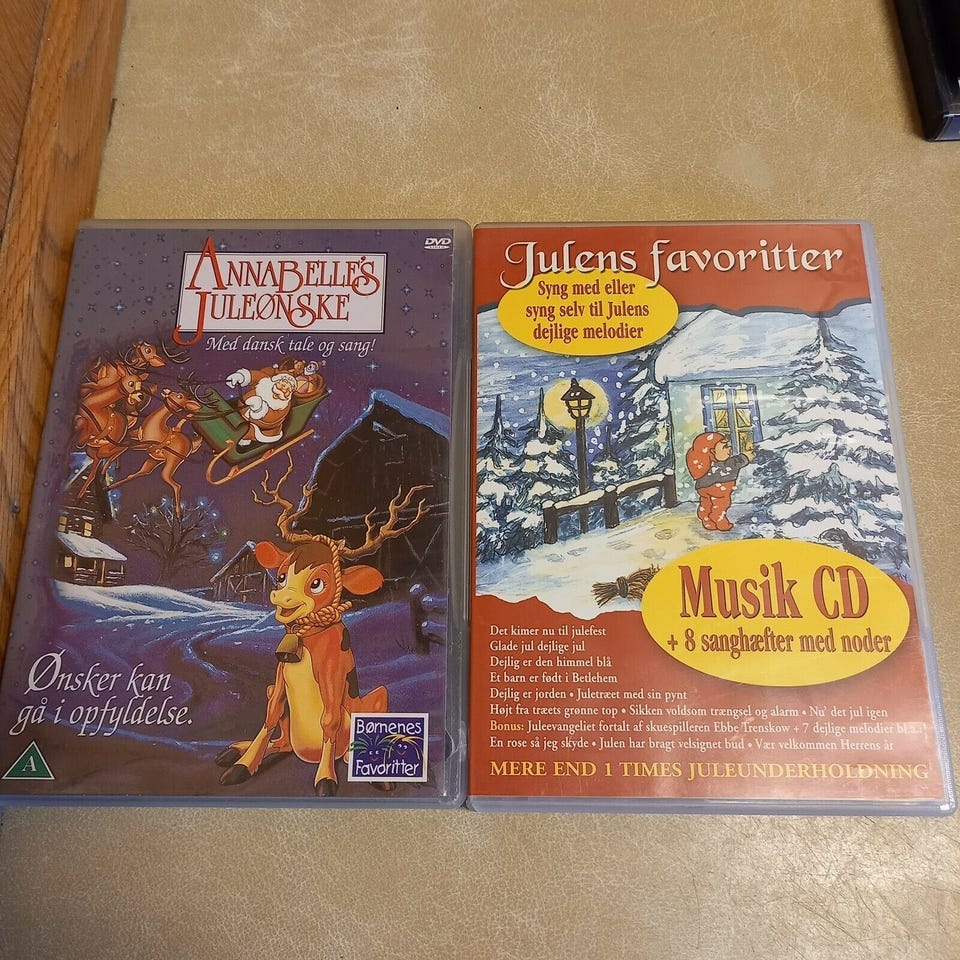 DVD
VIDEO
ANNABELLE'S
JULEØNSKE
Med dansk tale og sang!
Ønsker kan
gå i opfyldelse.
Børnenes
Favoritter
A
Julens favoritter
Syng med eller
syng selv til Julens
dejlige melodier
Musik CD
+ 8 sanghæfter med noder
Det kimer nu til julefest
Glade jul dejlige jul
Dejlig er den himmel blå
Et barn er født i Betlehem
Dejlig er jorden • Juletræet med sin pynt
Højt fra træets grønne top • Sikken voldsom trængsel og alarm • Nu' det jul igen
Bonus: Juleevangeliet fortalt af skuespilleren Ebbe Trenskow + 7 dejlige melodier
En rose så jeg skyde • Julen har bragt velsignet bud • Vær velkommen Herrens år
MERE END 1 TIMES JULEUNDERHOLDNING